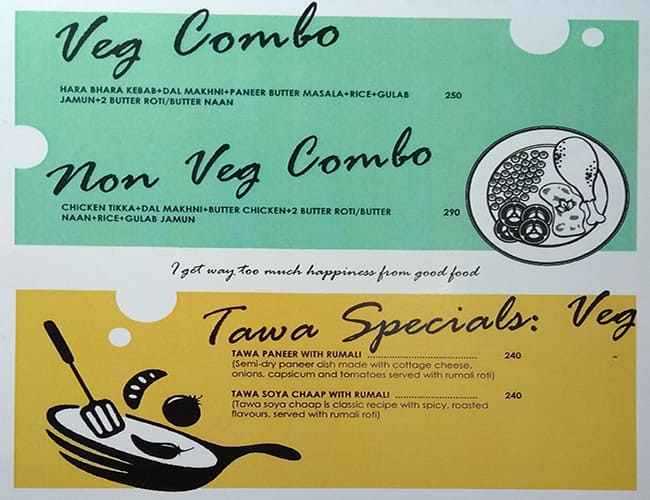 Veg Combo
HARA BHARA KEBAB+DAL MAKHNI+PANEER BUTTER MASALA+RICE+GULAB 250
JAMUN+2 BUTTER ROTI/BUTTER NAAN
Non Veg Combo
CHICKEN TIKKA+DAL MAKHNI+BUTTER CHICKEN+2 BUTTER ROTI/BUTTER 290
NAAN+RICE+GULAB JAMUN
I get way too much happiness from good food
Tawa Specials: Veg
TAWA PANEER WITH RUMALI ........................................ 240
(Semi-dry paneer dish made with cottage cheese,
onions, capsicum and tomatoes served with rumali roti)
TAWA SOYA CHAAP WITH RUMALI ........................ 240
(Tawa soya chaap is classic recipe with spicy, roasted
flavours, served with rumali roti)